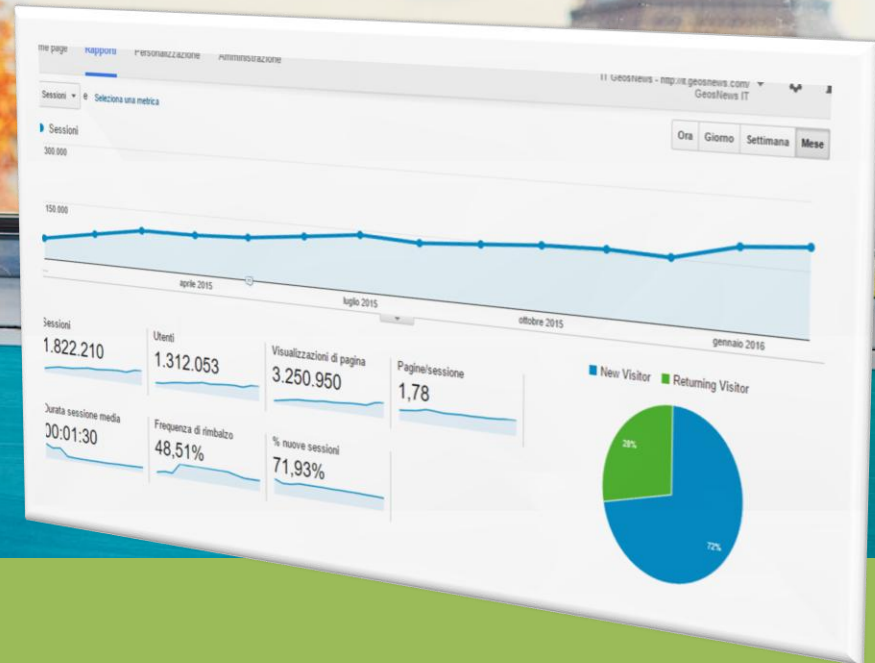 me page Rapporti Personalizzazione Amministrazione
IT GeosNews - http://it.geosnews.com/
GeosNews IT
Sessioni e Seleziona una metrica
Ora Giorno Settimana Mese
Sessioni
300.000
150.000
...
aprile 2015 luglio 2015 ottobre 2015 gennaio 2016
Sessioni
1.822.210
Utenti
1.312.053
Visualizzazioni di pagina
3.250.950
Pagine/sessione
1,78
Durata sessione media
00:01:30
Frequenza di rimbalzo
48,51%
% nuove sessioni
71,93%
New Visitor Returning Visitor
28%
72%